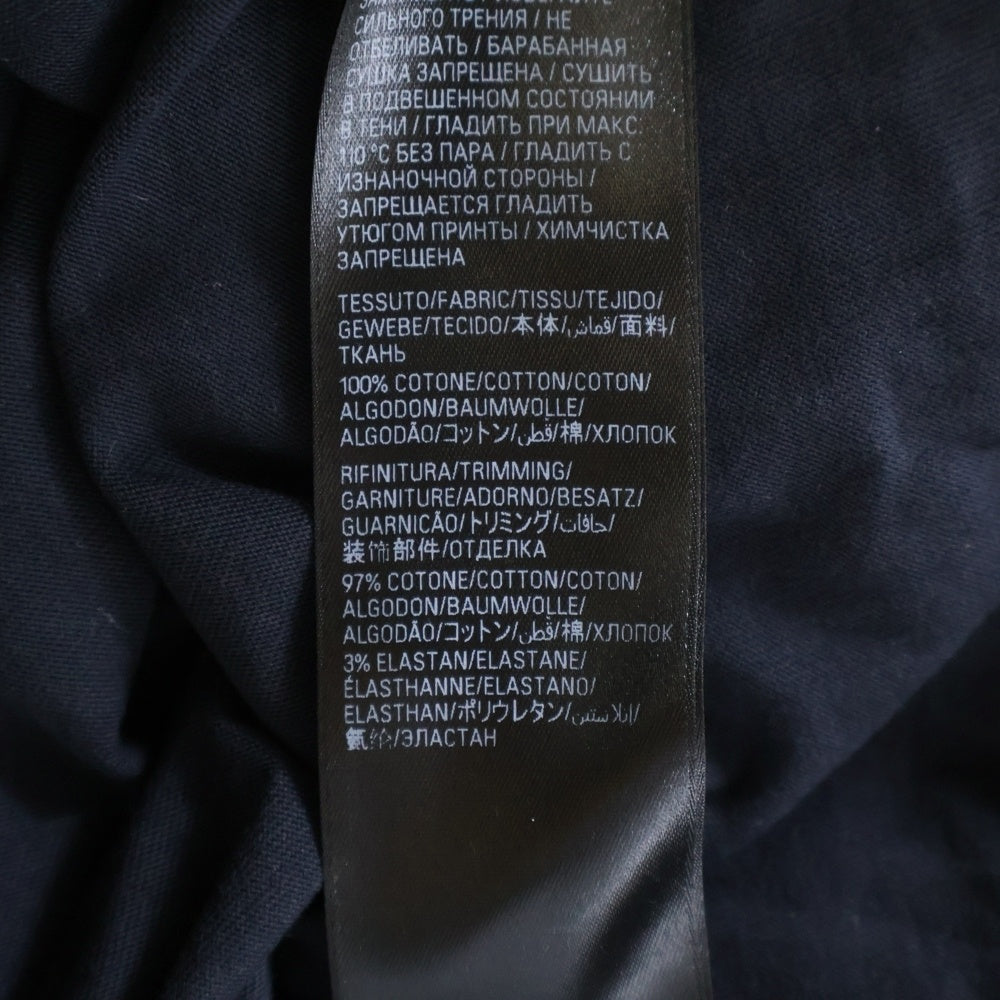 СИЛЬНОГО ТРЕНИЯ / НЕ
ОТБЕЛИВАТЬ / БАРАБАННАЯ
СУШКА ЗАПРЕЩЕНА / СУШИТЬ
В ПОДВЕШЕННОМ СОСТОЯНИИ
В ТЕНИ / ГЛАДИТЬ ПРИ МАКС.
110 °C БЕЗ ПАРА / ГЛАДИТЬ С
ИЗНАНОЧНОЙ СТОРОНЫ /
ЗАПРЕЩАЕТСЯ ГЛАДИТЬ
УТЮГОМ ПРИНТЫ / ХИМЧИСТКА
ЗАПРЕЩЕНА
TESSUTO/FABRIC/TISSU/TEJIDO/
GEWEBE/TECIDO/本体/قماش/面料/
ТКАНЬ
100% COTONE/COTTON/COTON/
ALGODON/BAUMWOLLE/
ALGODÃO/コットン/قطن/棉/ХЛОПОК
RIFINITURA/TRIMMING/
GARNITURE/ADORNO/BESATZ/
GUARNICÃO/トリミング/حافات/
装饰部件/ОТДЕЛКА
97% COTONE/COTTON/COTON/
ALGODON/BAUMWOLLE/
ALGODÃO/コットン/قطن/棉/ХЛОПОК
3% ELASTAN/ELASTANE/
ÉLASTHANNE/ELASTANO/
ELASTHAN/ポリウレタン/إيلاستين/
氨纶/ЭЛАСТАН